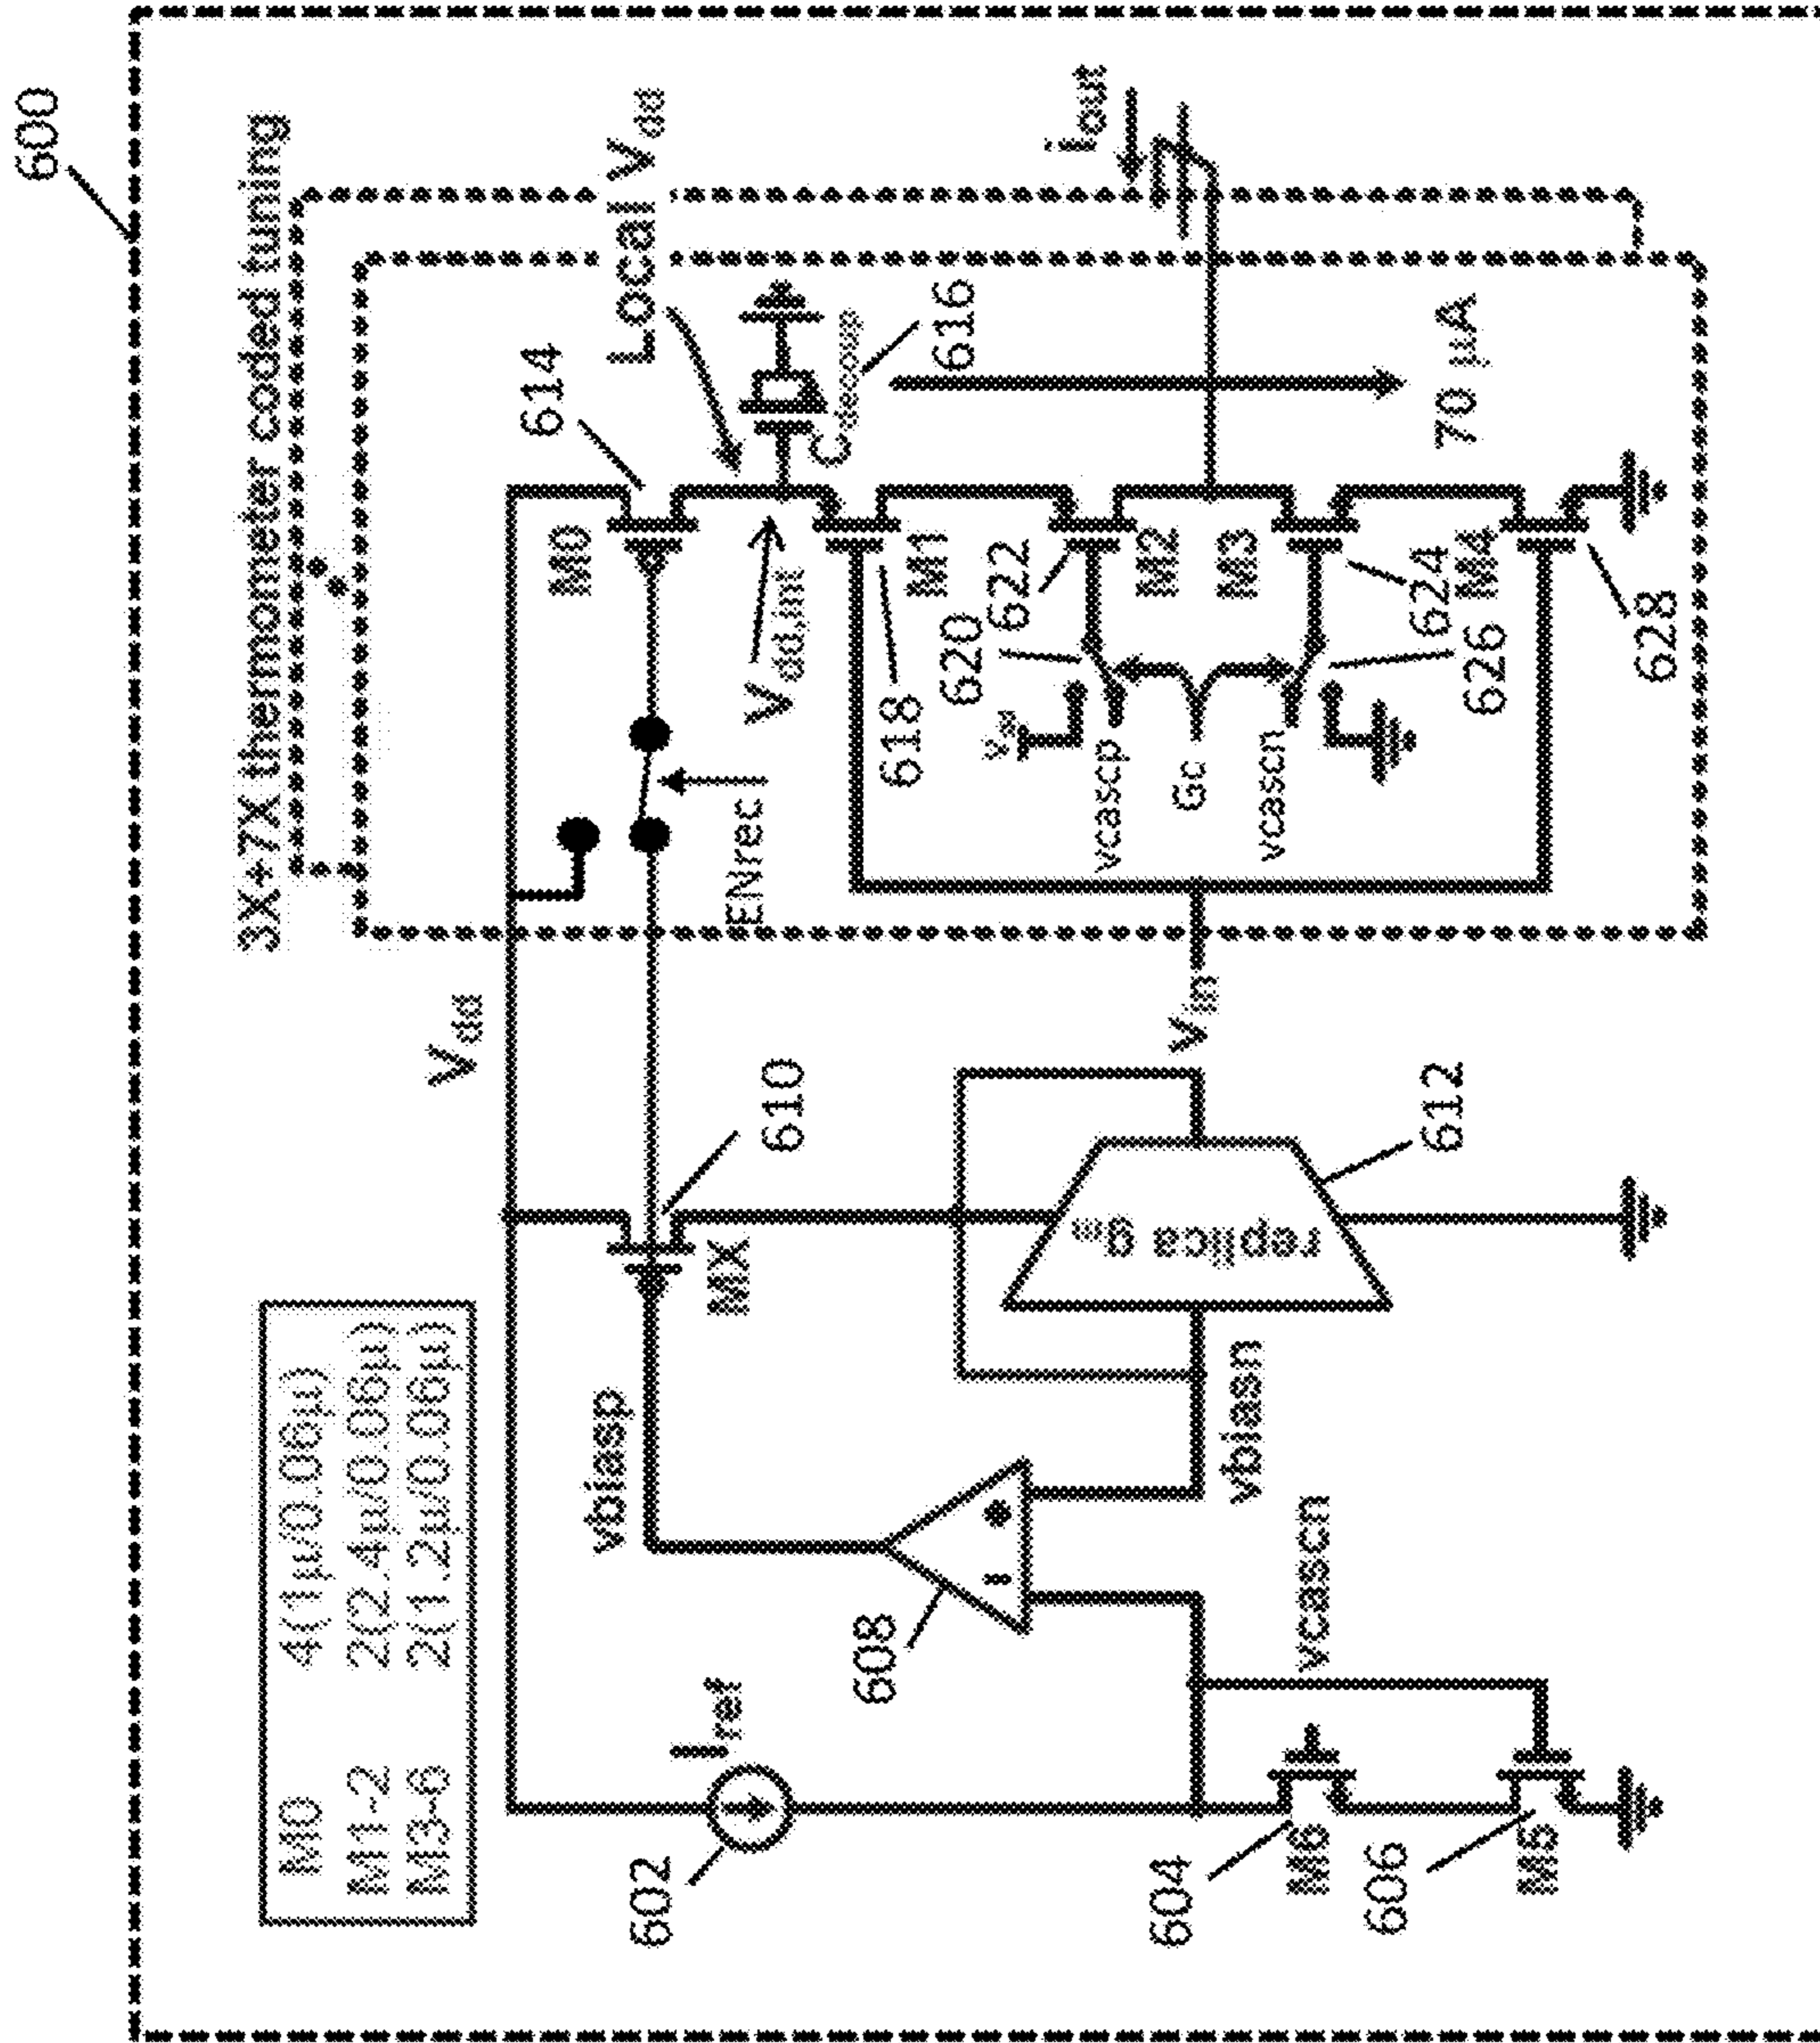 600
3X+7X thermometer coded tuning
M0 4(1µ/0.06µ)
M1-2 2(2.4µ/0.06µ)
M3-6 2(1.2µ/0.06µ)
Vdd
vbiasp
ENrec
614
M0
Local Vdd
Vdd,int
Cdecoup
616
602
Iref
608
-
+
MX
610
618
M1
620
622
M2
vcascp
Gc
vcascn
M3
624
626
M4
628
iout
70 µA
vin
replica gm
612
vbiasn
vcascn
604
M6
606
M5